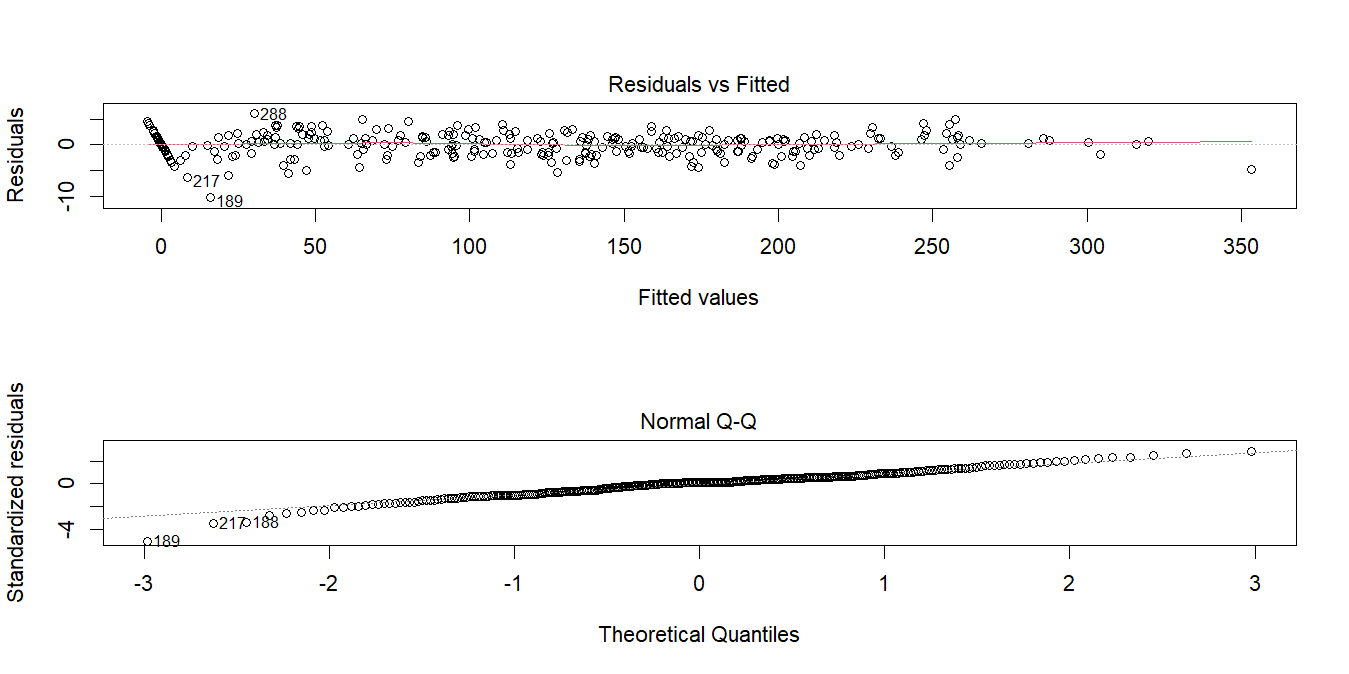 Residuals vs Fitted
Residuals
0
-10
288
217
189
0 50 100 150 200 250 300 350
Fitted values
Normal Q-Q
Standardized residuals
0
-4
217 188
189
-3 -2 -1 0 1 2 3
Theoretical Quantiles